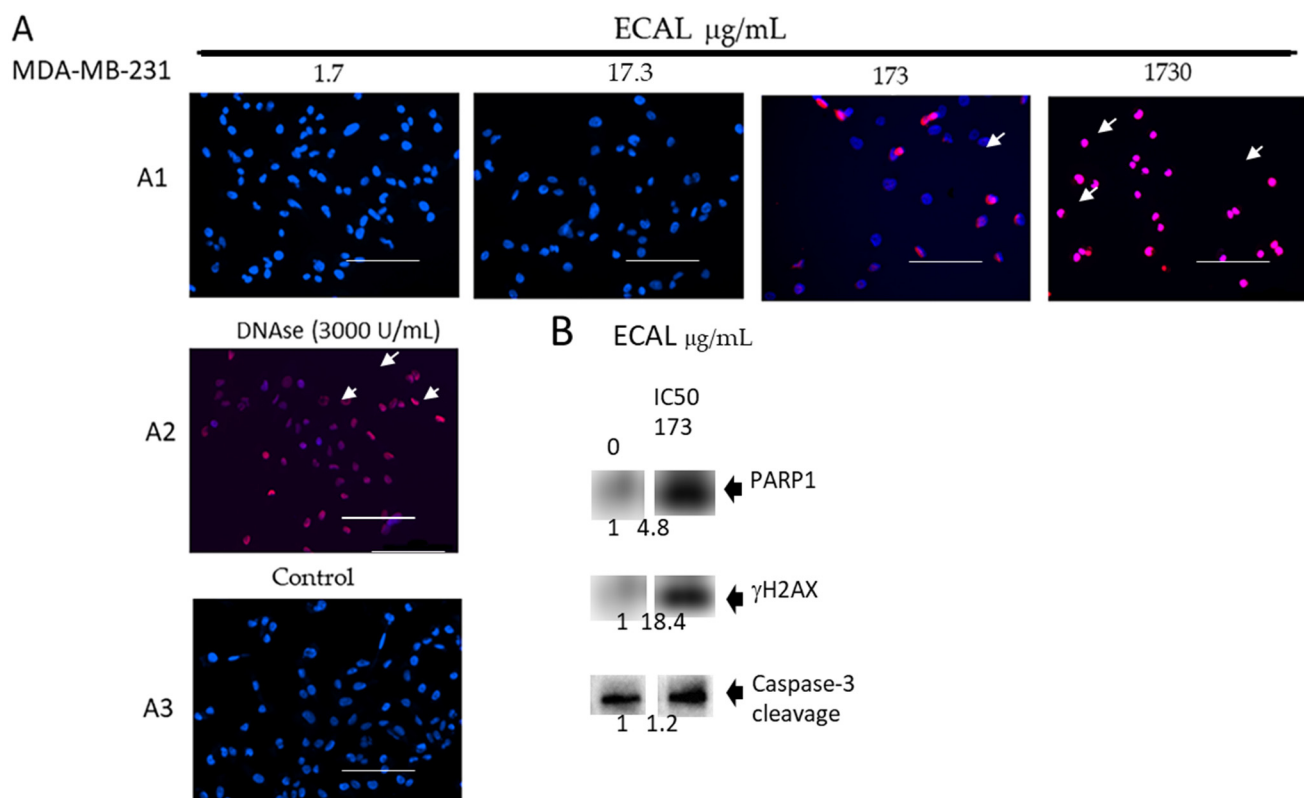 A
ECAL µg/mL
MDA-MB-231
1.7 17.3 173 1730
A1
DNAse (3000 U/mL)
A2
Control
A3
B ECAL µg/mL
IC50
0 173
PARP1
1 4.8
γH2AX
1 18.4
Caspase-3
cleavage
1 1.2